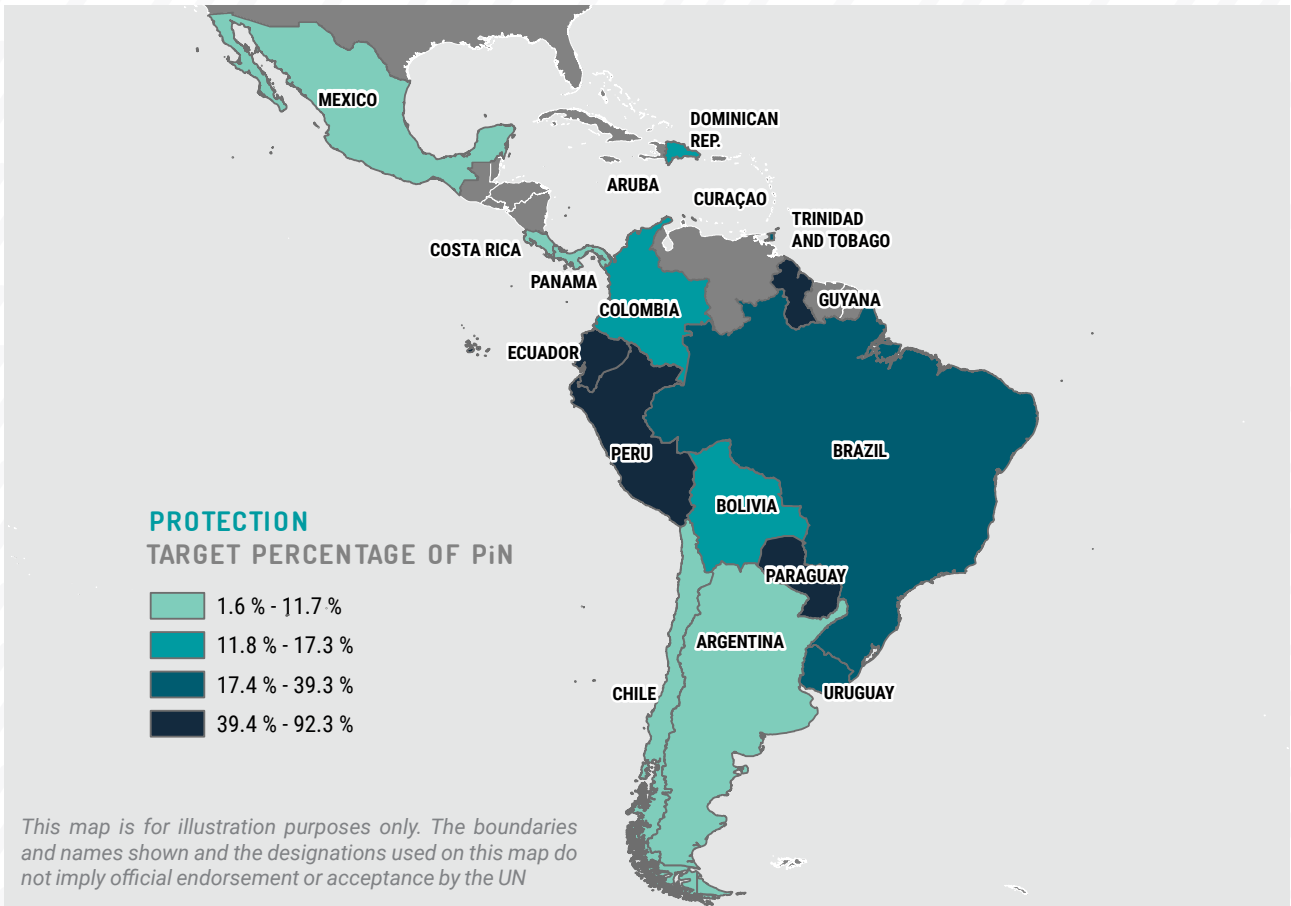 MEXICO
DOMINICAN
REP.
ARUBA
CURAÇAO
TRINIDAD
AND TOBAGO
COSTA RICA
PANAMA
GUYANA
COLOMBIA
ECUADOR
PERU
BRAZIL
BOLIVIA
PARAGUAY
ARGENTINA
CHILE
URUGUAY
PROTECTION
TARGET PERCENTAGE OF PiN
1.6 % - 11.7 %
11.8 % - 17.3 %
17.4 % - 39.3 %
39.4 % - 92.3 %
This map is for illustration purposes only. The boundaries
and names shown and the designations used on this map do
not imply official endorsement or acceptance by the UN